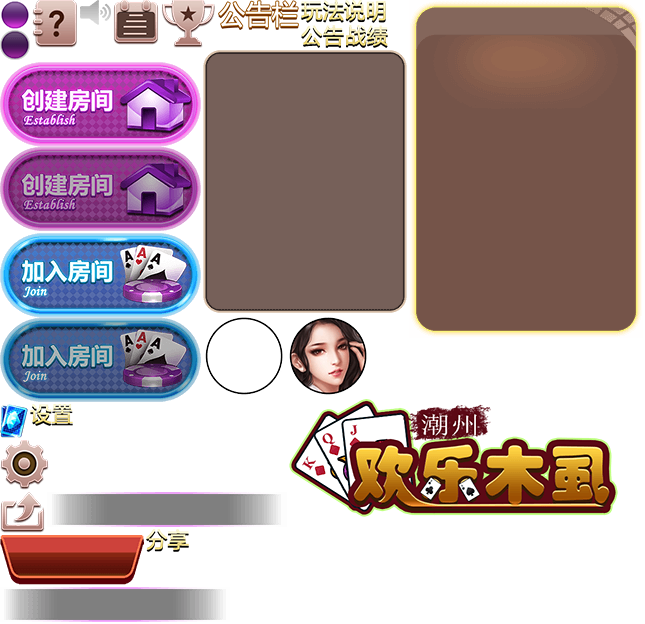 ?
公告栏
玩法说明
公告战绩
创建房间
Establish
创建房间
Establish
加入房间
A A A
Join
加入房间
A A A
Join
设置
K Q J
潮州
欢乐木虱
A A
分享